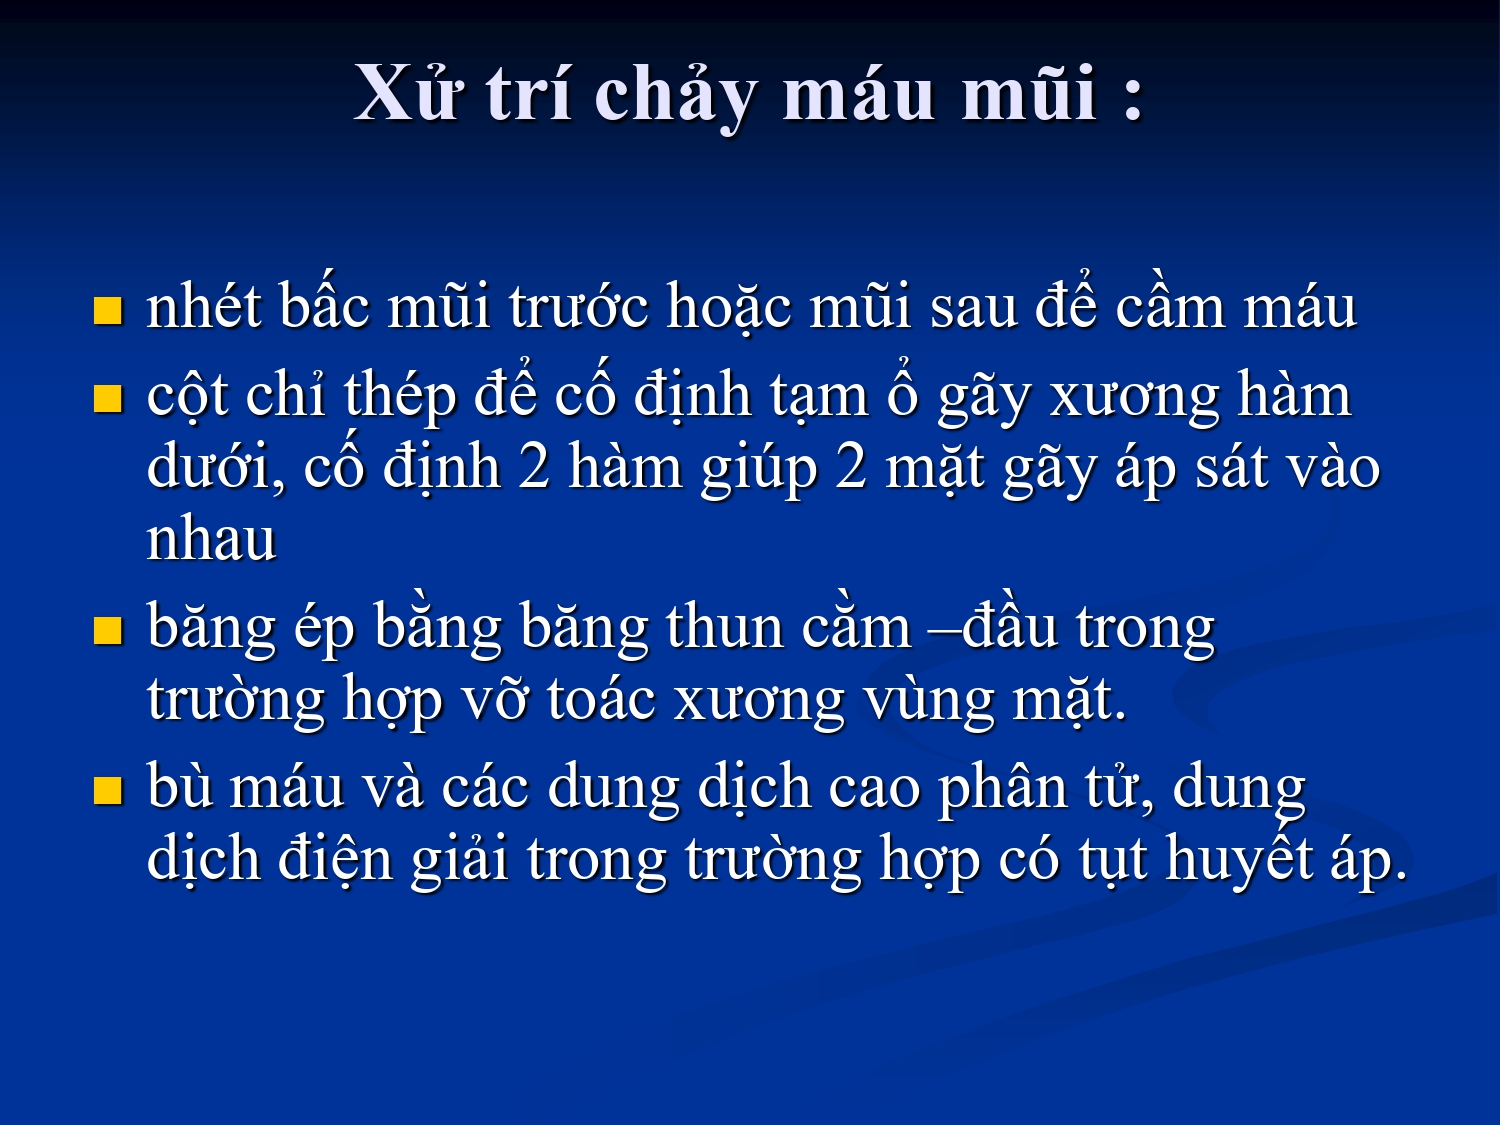 Xử trí chảy máu mũi :
nhét bấc mũi trước hoặc mũi sau để cầm máu
cột chỉ thép để cố định tạm ổ gãy xương hàm
dưới, cố định 2 hàm giúp 2 mặt gãy áp sát vào
nhau
băng ép bằng băng thun cằm –đầu trong
trường hợp vỡ toác xương vùng mặt.
bù máu và các dung dịch cao phân tử, dung
dịch điện giải trong trường hợp có tụt huyết áp.